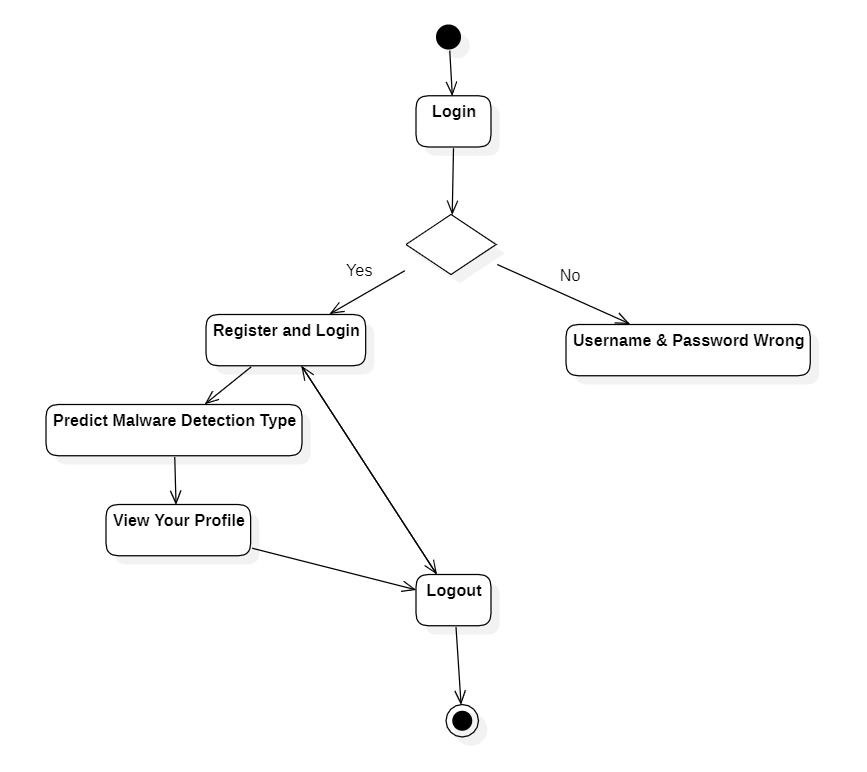 Login
Yes
No
Register and Login
Username & Password Wrong
Predict Malware Detection Type
View Your Profile
Logout